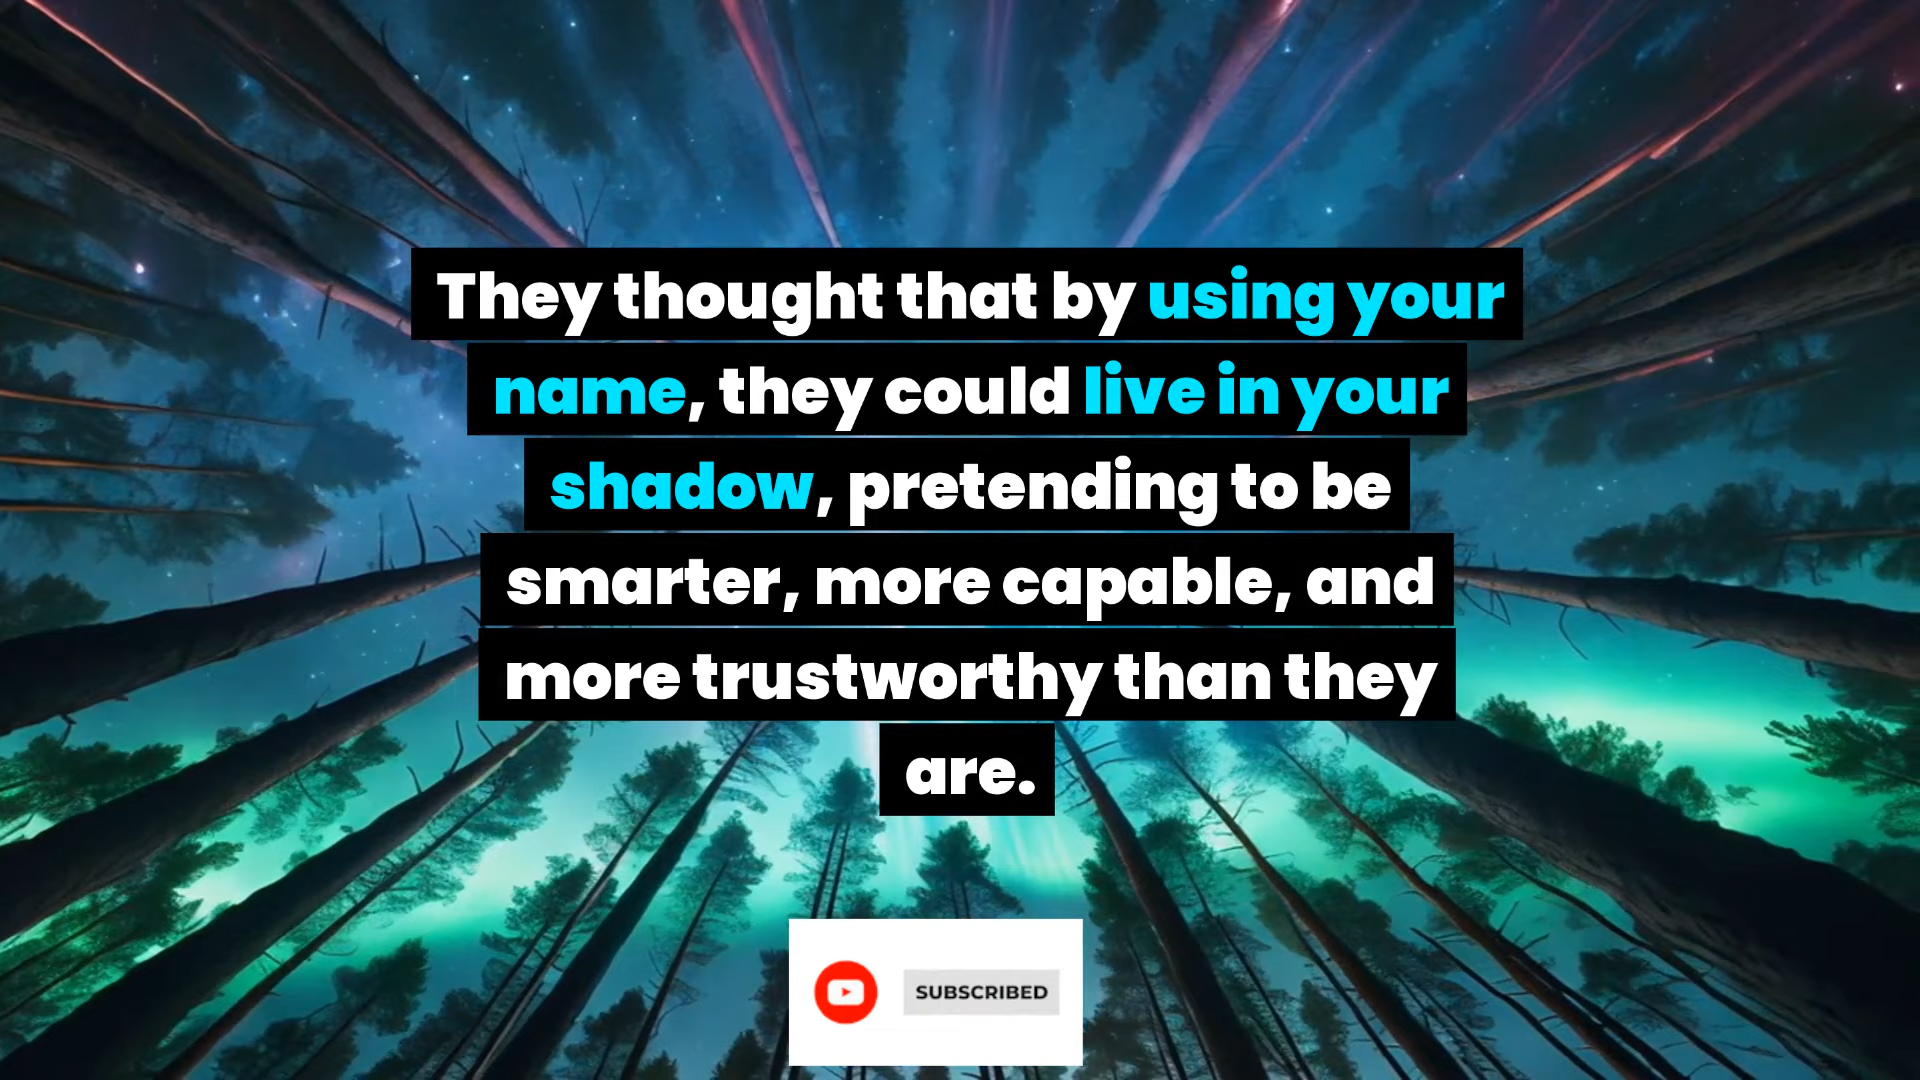 They thought that by using your
name, they could live in your
shadow, pretending to be
smarter, more capable, and
more trustworthy than they
are.
SUBSCRIBED